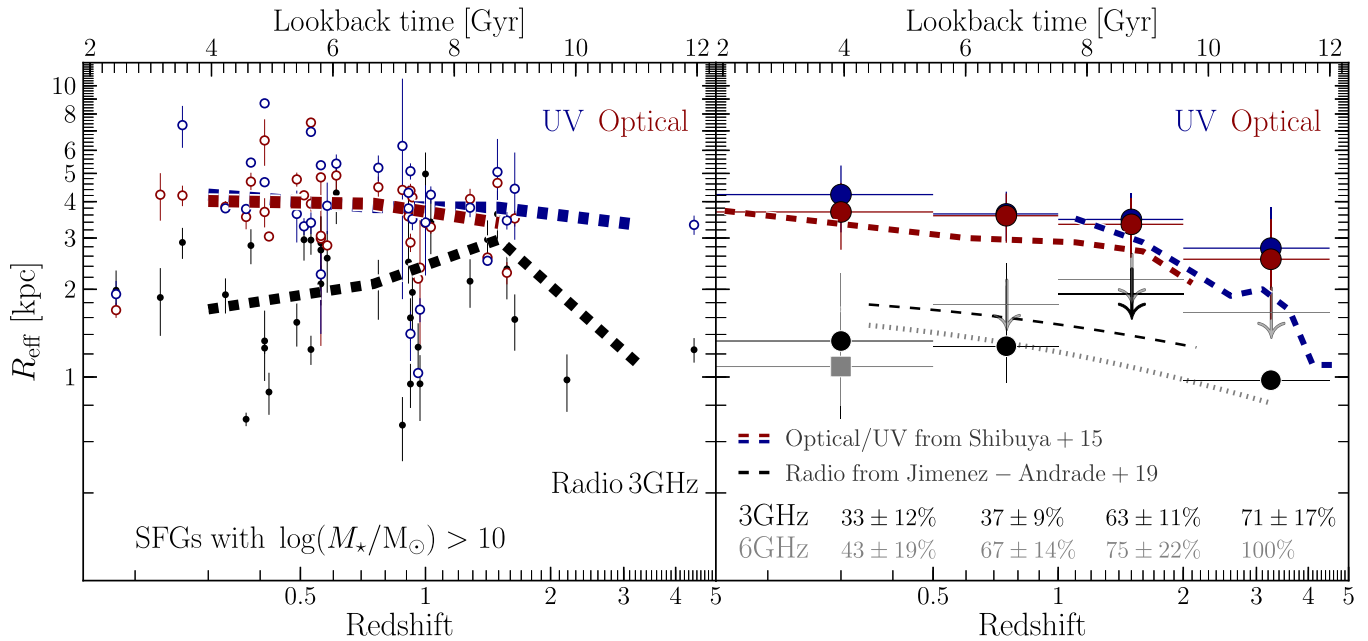 Lookback time [Gyr]
Lookback time [Gyr]
2 4 6 8 10 12
2 4 6 8 10 12
10
8
6
5
4
3
2
1
R_eff [kpc]
UV Optical
Radio 3GHz
SFGs with log(M⋆/M⊙) > 10
UV Optical
Optical/UV from Shibuya + 15
Radio from Jimenez − Andrade + 19
3GHz 33 ± 12% 37 ± 9% 63 ± 11% 71 ± 17%
6GHz 43 ± 19% 67 ± 14% 75 ± 22% 100%
0.5 1 2 3 4 5
0.5 1 2 3 4 5
Redshift
Redshift